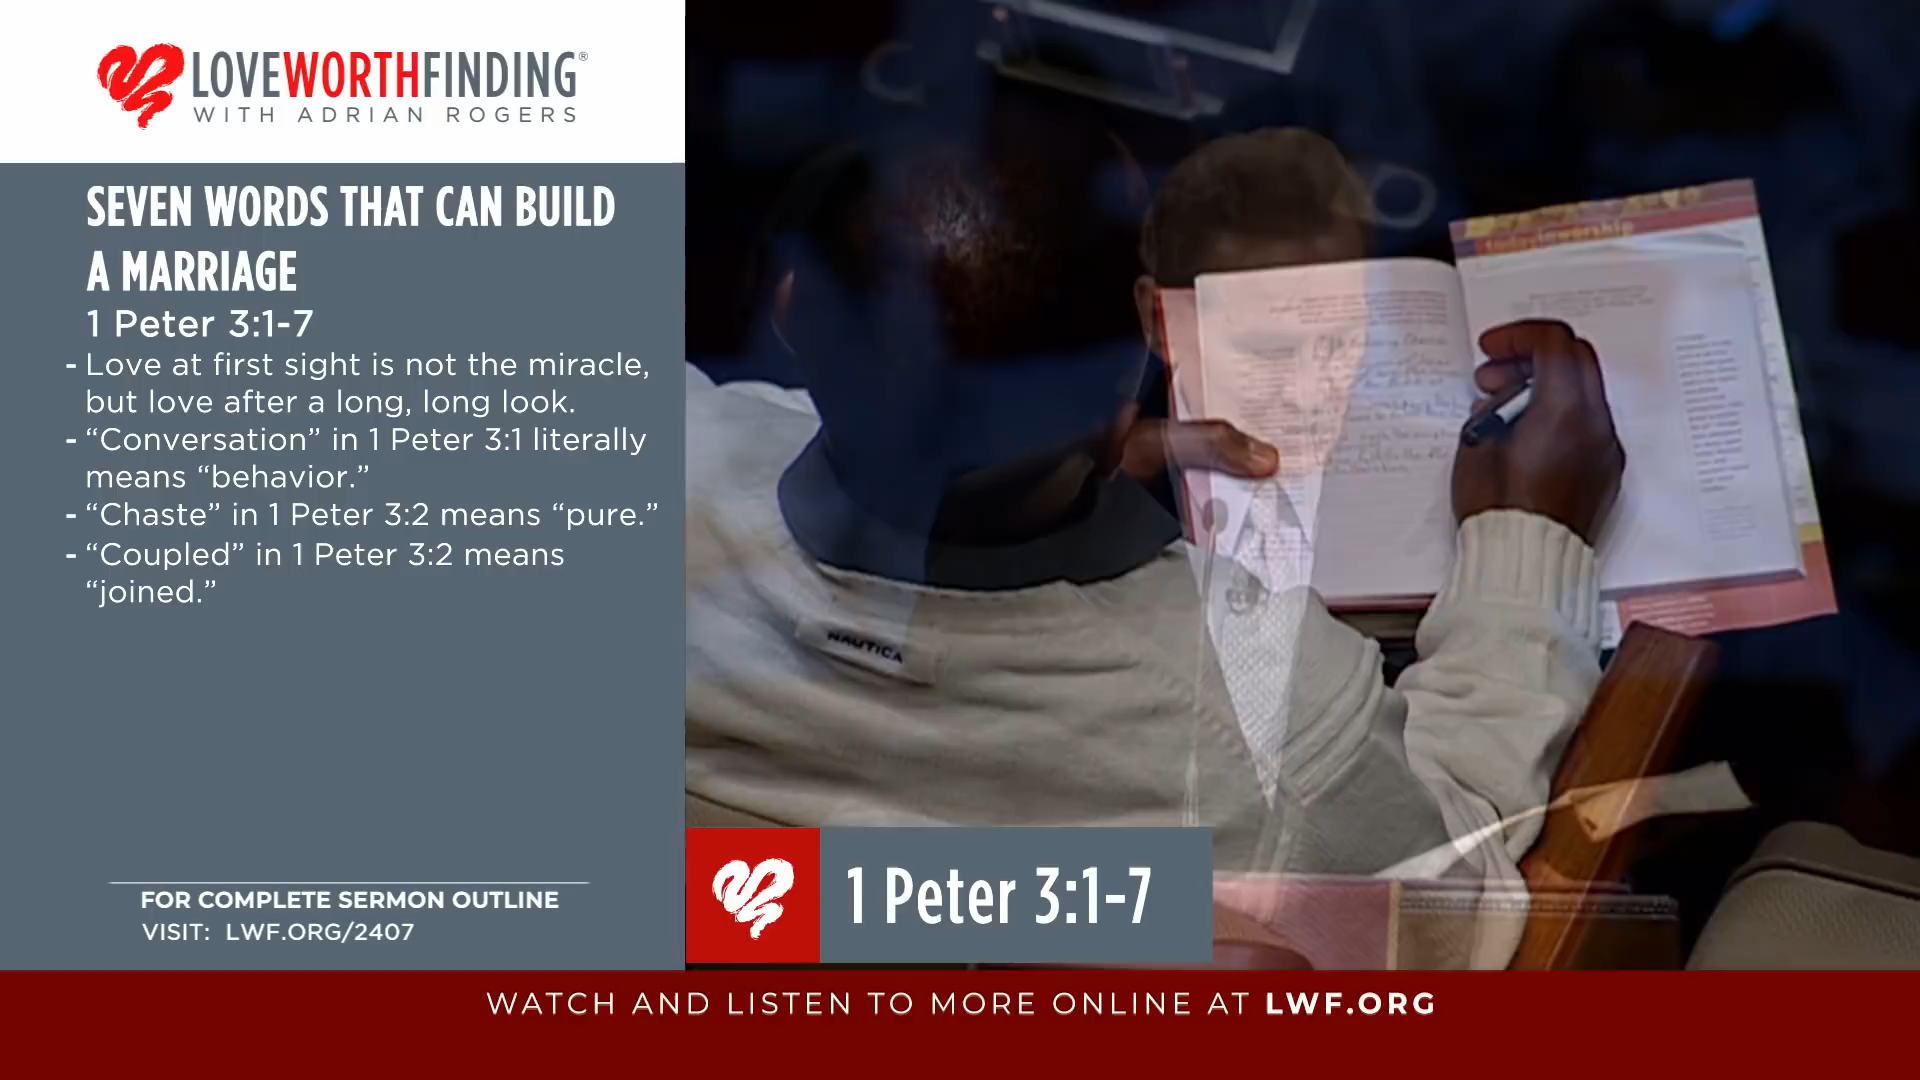 LOVEWORTHFINDING®
WITH ADRIAN ROGERS
SEVEN WORDS THAT CAN BUILD
A MARRIAGE
1 Peter 3:1-7
- Love at first sight is not the miracle,
but love after a long, long look.
- “Conversation” in 1 Peter 3:1 literally
means “behavior.”
- “Chaste” in 1 Peter 3:2 means “pure.”
- “Coupled” in 1 Peter 3:2 means
“joined.”
FOR COMPLETE SERMON OUTLINE
VISIT: LWF.ORG/2407
NAUTICA
1 Peter 3:1-7
WATCH AND LISTEN TO MORE ONLINE AT LWF.ORG